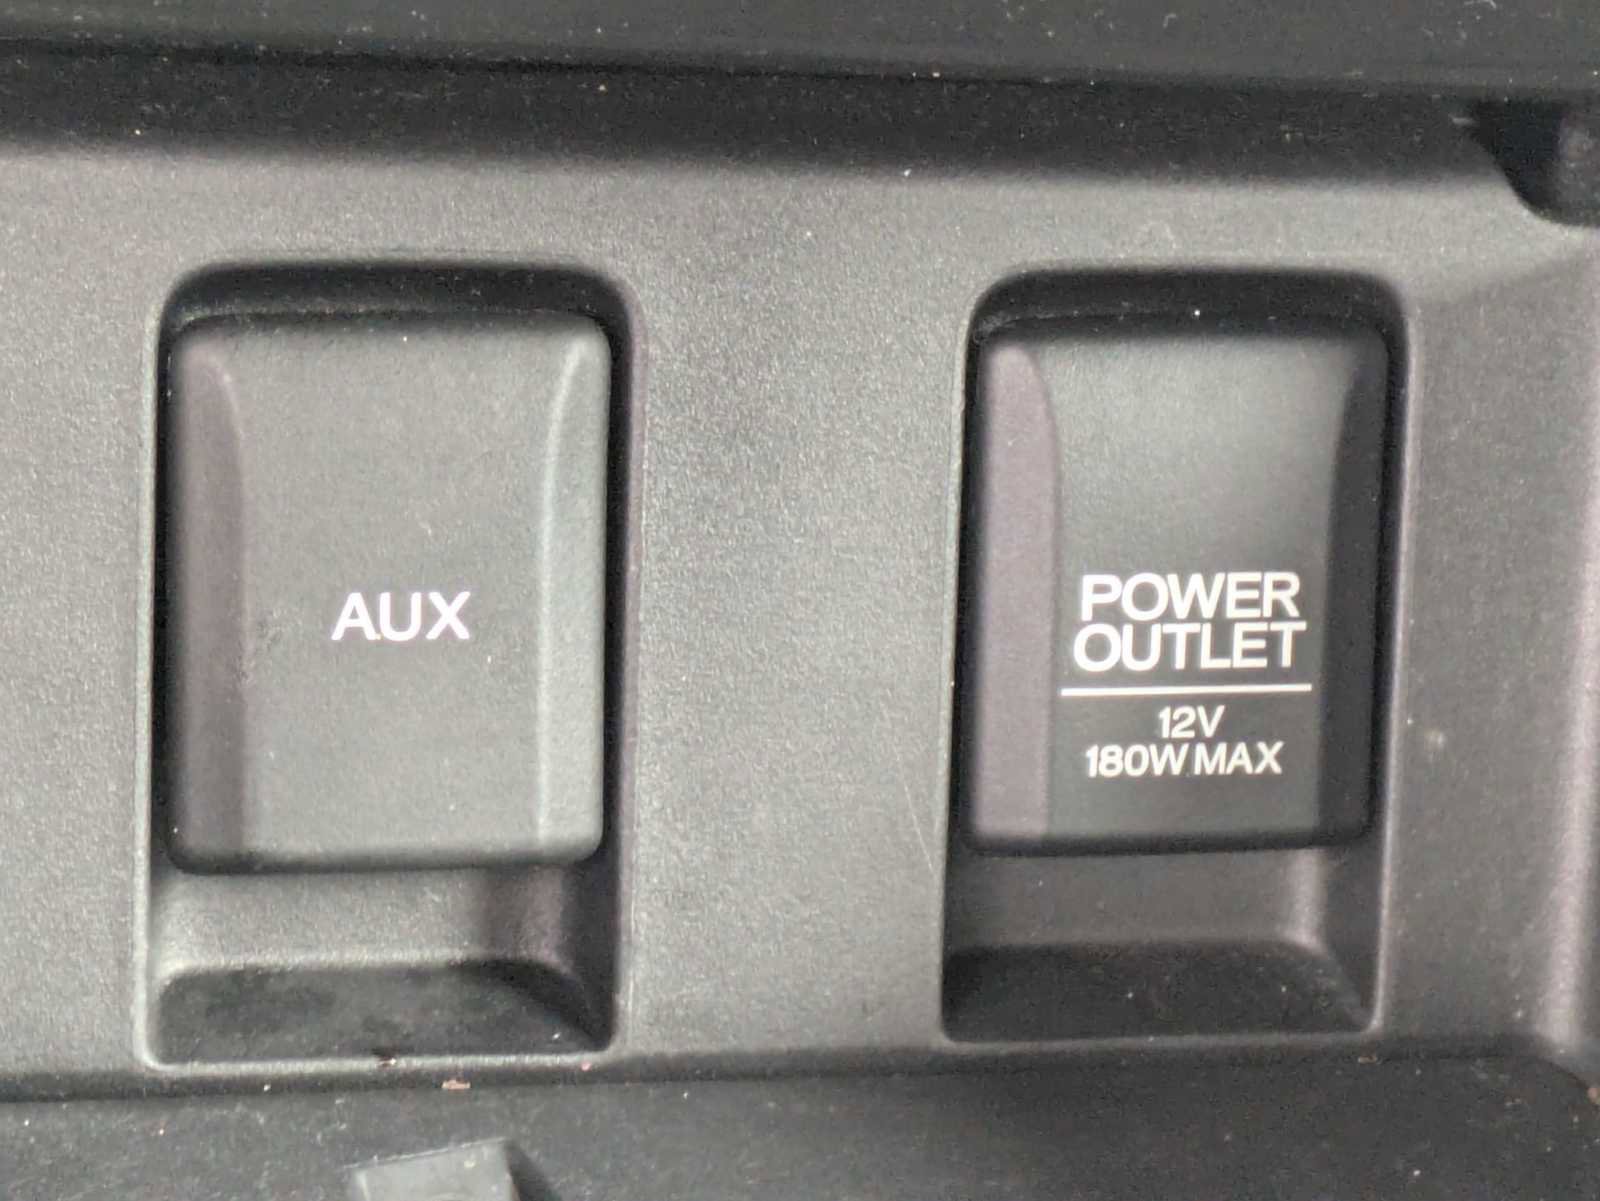 AUX
POWER
OUTLET
12V
180W MAX